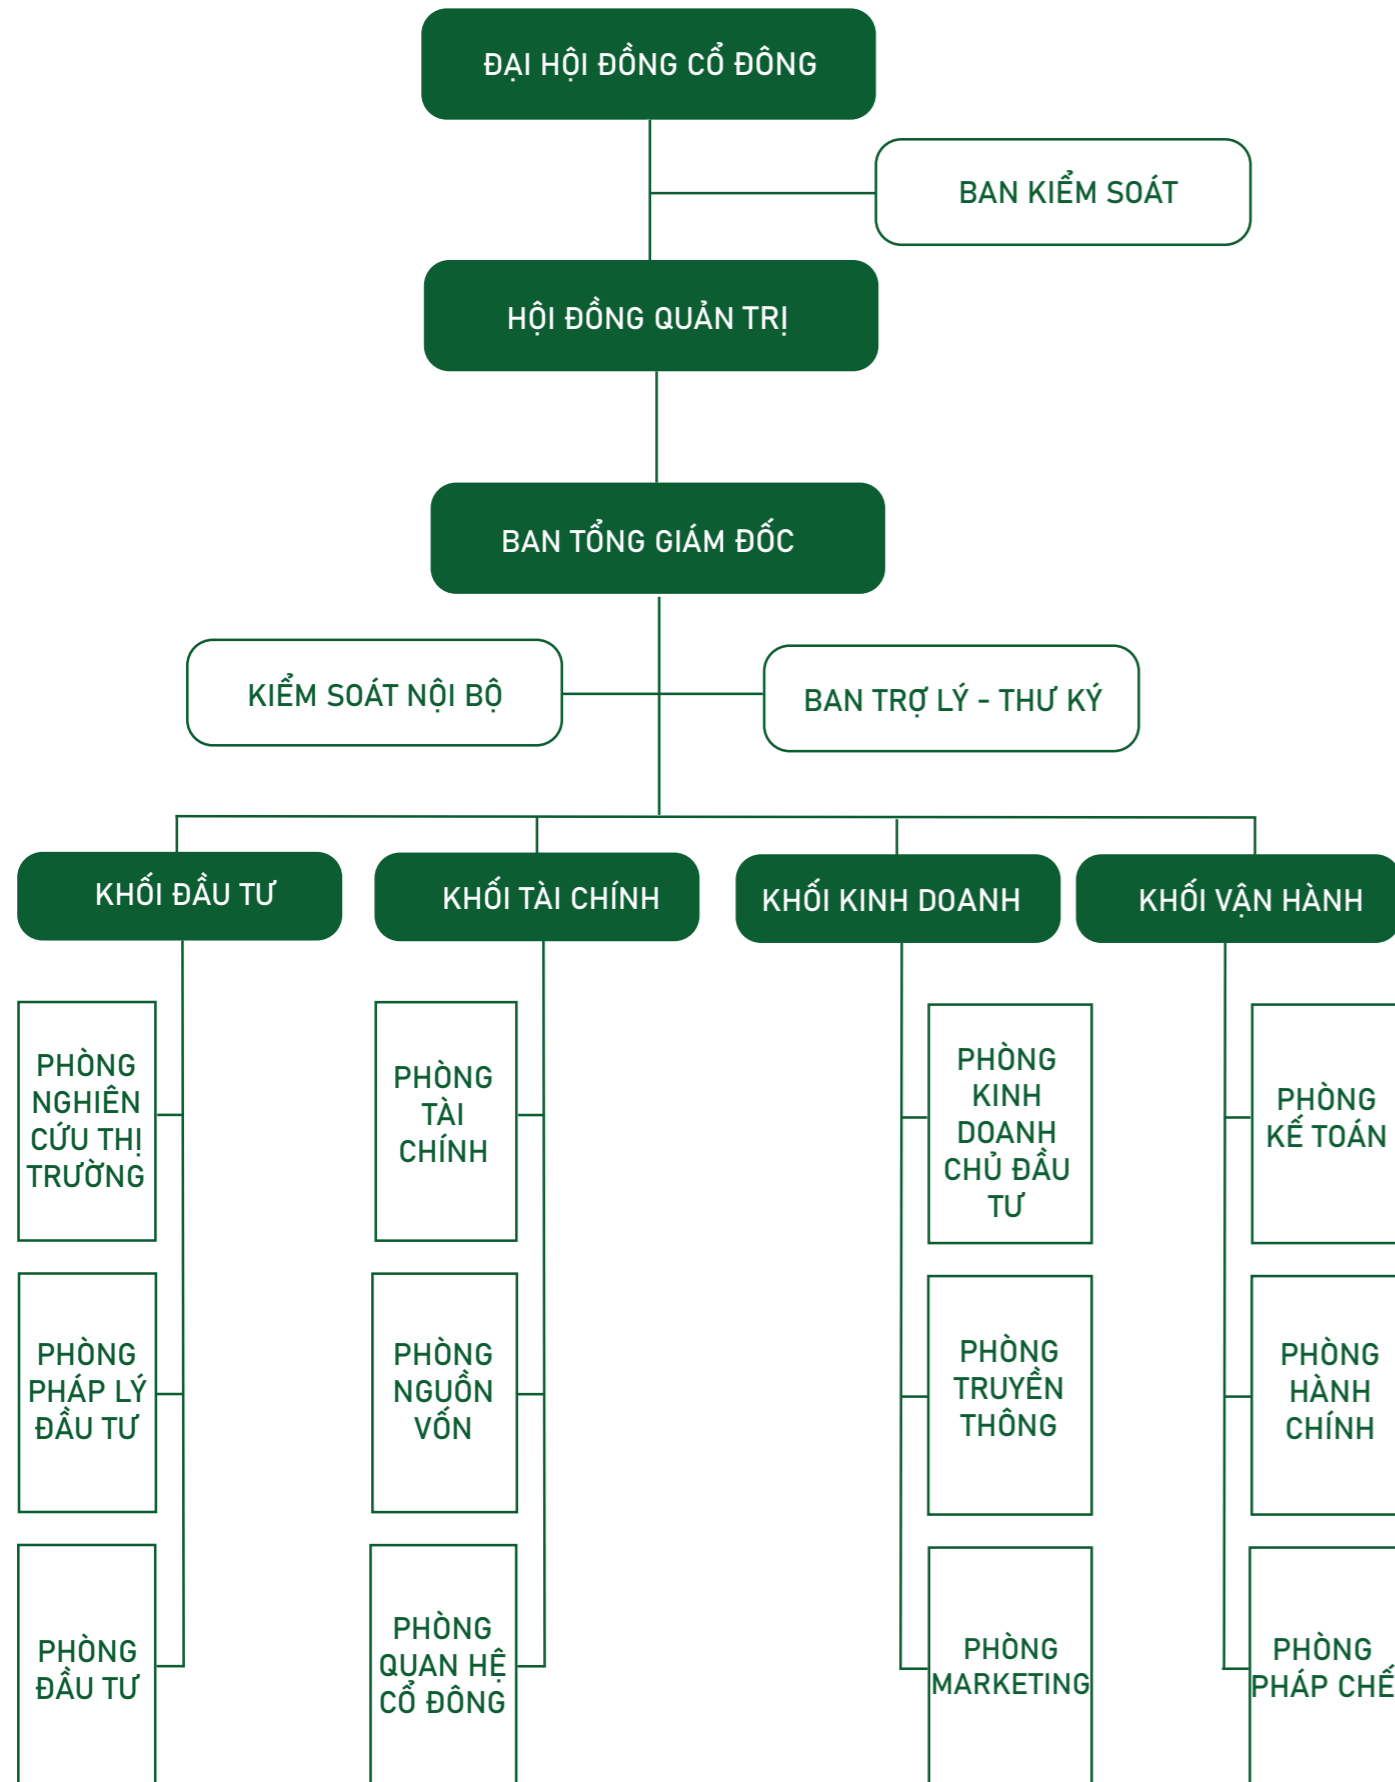 ĐẠI HỘI ĐỒNG CỔ ĐÔNG
BAN KIỂM SOÁT
HỘI ĐỒNG QUẢN TRỊ
BAN TỔNG GIÁM ĐỐC
KIỂM SOÁT NỘI BỘ
BAN TRỢ LÝ - THƯ KÝ
KHỐI ĐẦU TƯ
KHỐI TÀI CHÍNH
KHỐI KINH DOANH
KHỐI VẬN HÀNH
PHÒNG
NGHIÊN
CỨU THỊ
TRƯỜNG
PHÒNG
TÀI
CHÍNH
PHÒNG
KINH
DOANH
CHỦ ĐẦU
TƯ
PHÒNG
KẾ TOÁN
PHÒNG
PHÁP LÝ
ĐẦU TƯ
PHÒNG
NGUỒN
VỐN
PHÒNG
TRUYỀN
THÔNG
PHÒNG
HÀNH
CHÍNH
PHÒNG
ĐẦU TƯ
PHÒNG
QUAN HỆ
CỔ ĐÔNG
PHÒNG
MARKETING
PHÒNG
PHÁP CHẾ